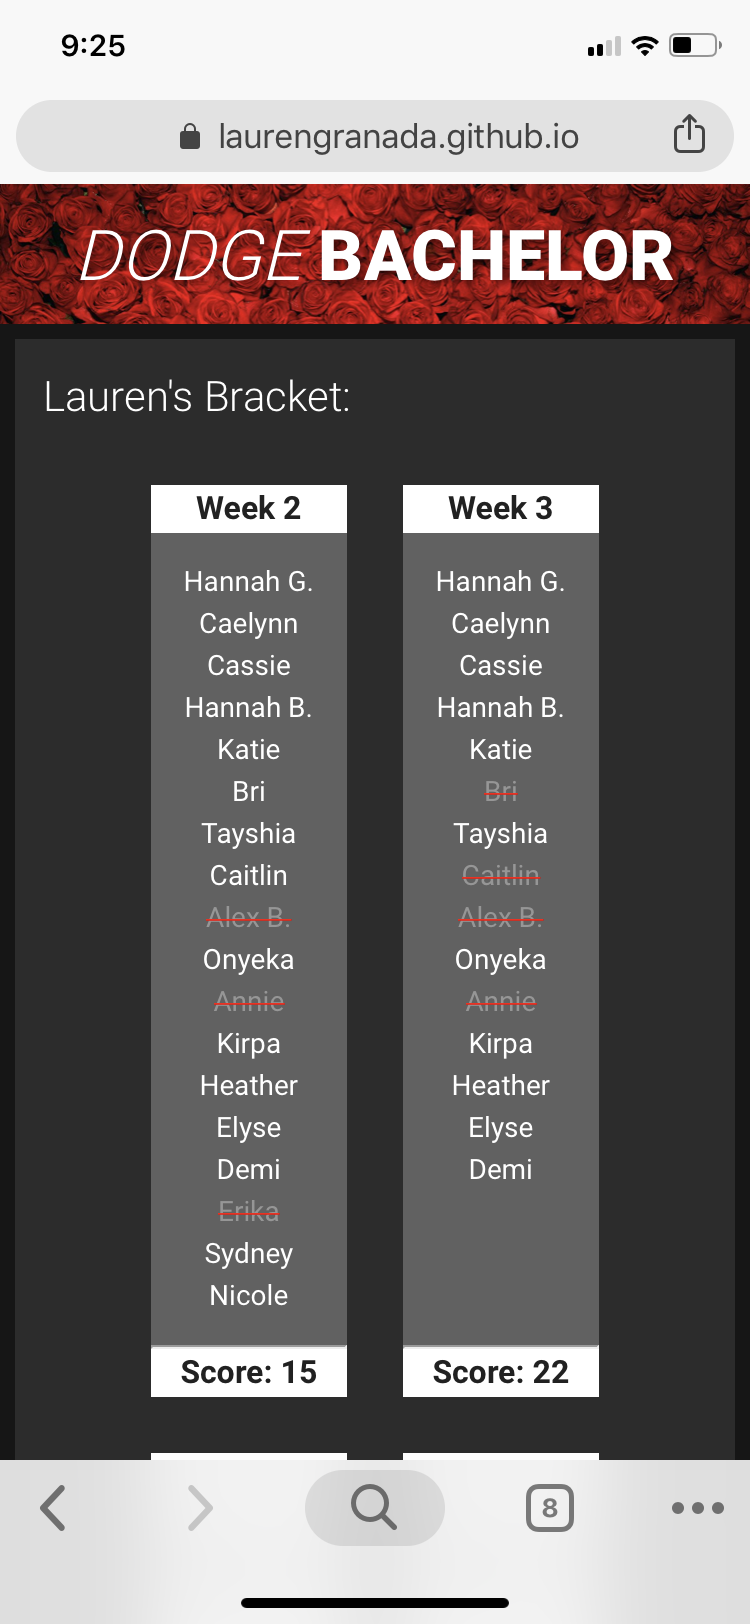 9:25
laurengranada.github.io
DODGE BACHELOR
Lauren's Bracket:
Week 2
Hannah G.
Caelynn
Cassie
Hannah B.
Katie
Bri
Tayshia
Caitlin
Alex B.
Onyeka
Annie
Kirpa
Heather
Elyse
Demi
Erika
Sydney
Nicole
Score: 15
Week 3
Hannah G.
Caelynn
Cassie
Hannah B.
Katie
Bri
Tayshia
Caitlin
Alex B.
Onyeka
Annie
Kirpa
Heather
Elyse
Demi
Score: 22
8